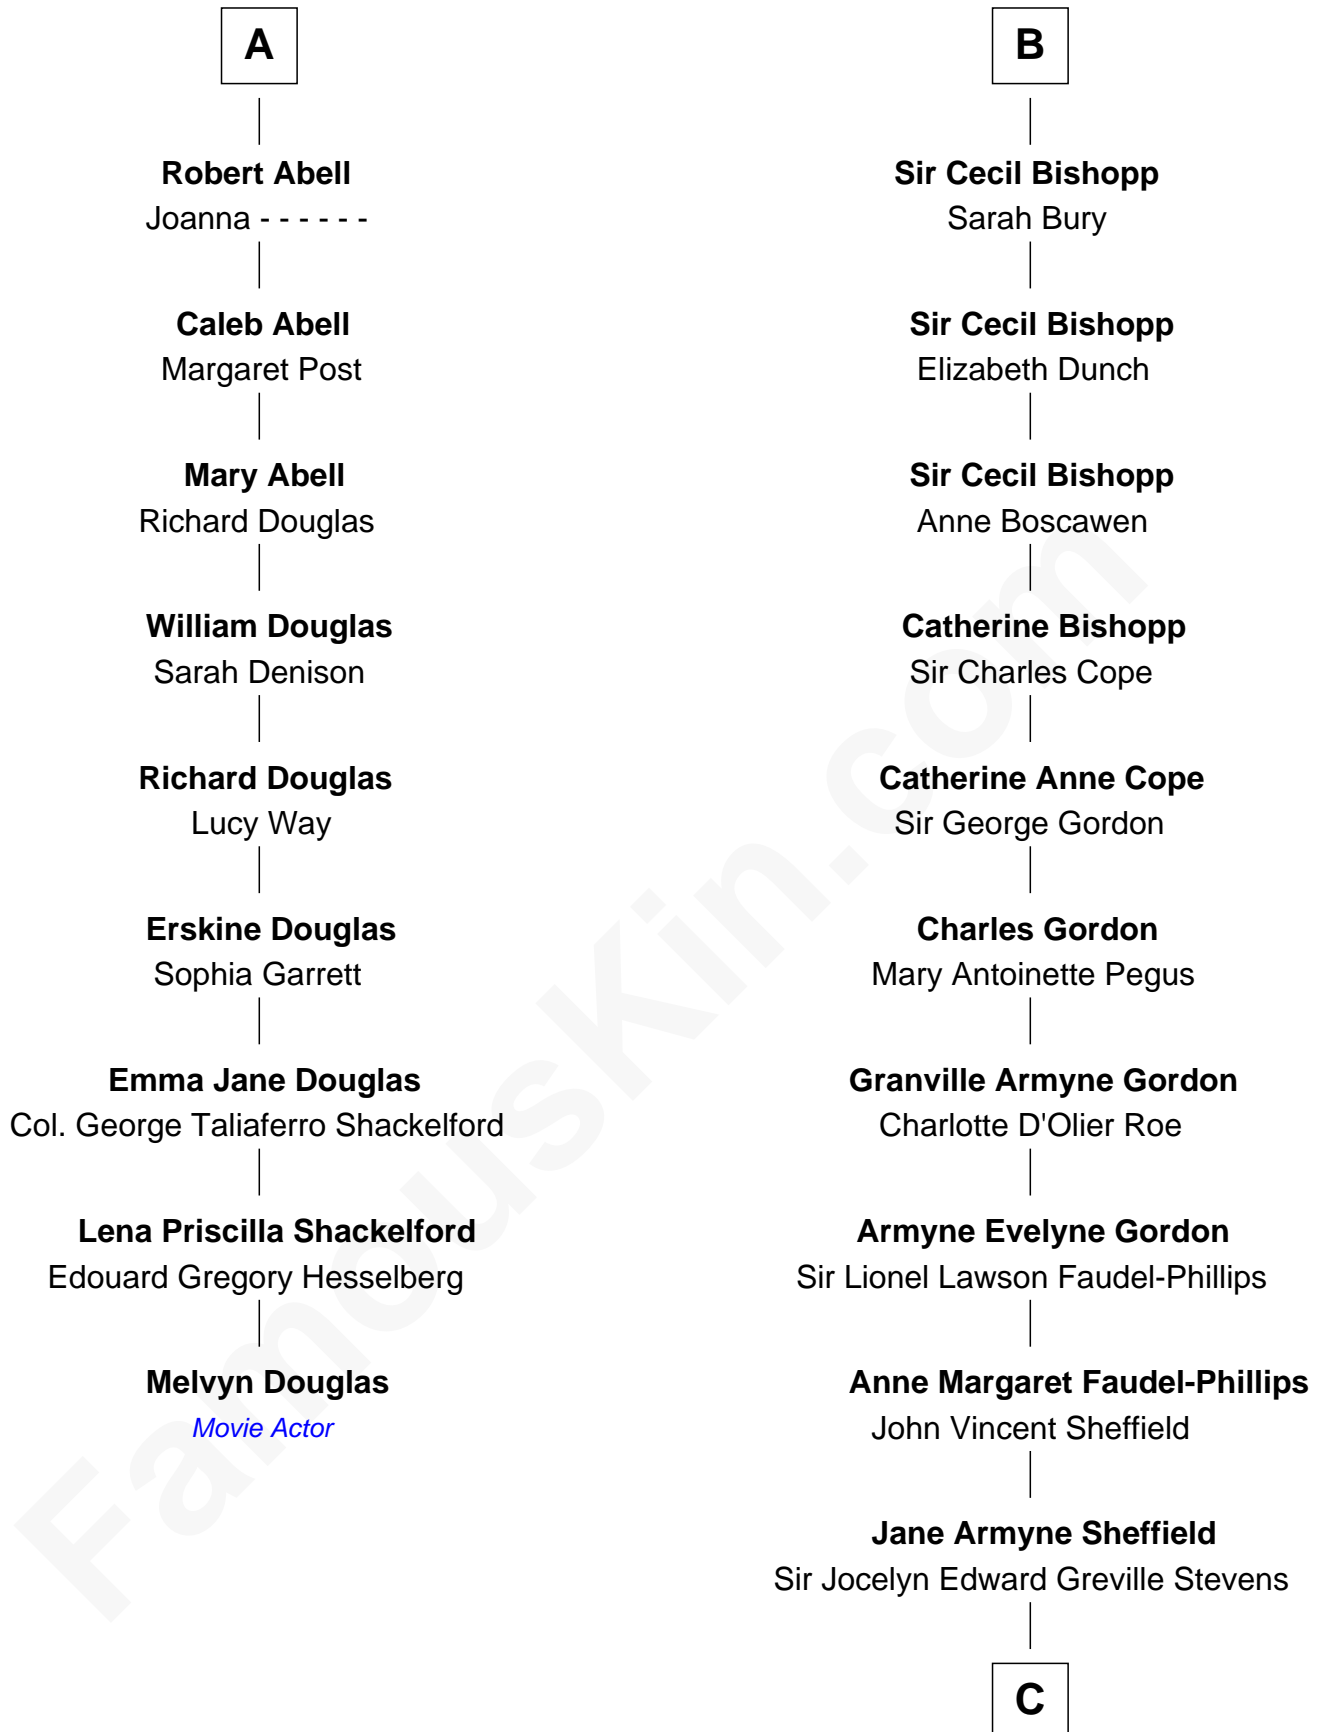 A
Robert Abell
Joanna - - - - - -
Caleb Abell
Margaret Post
Mary Abell
Richard Douglas
William Douglas
Sarah Denison
Richard Douglas
Lucy Way
Erskine Douglas
Sophia Garrett
Emma Jane Douglas
Col. George Taliaferro Shackelford
Lena Priscilla Shackelford
Edouard Gregory Hesselberg
Melvyn Douglas
Movie Actor
B
Sir Cecil Bishopp
Sarah Bury
Sir Cecil Bishopp
Elizabeth Dunch
Sir Cecil Bishopp
Anne Boscawen
Catherine Bishopp
Sir Charles Cope
Catherine Anne Cope
Sir George Gordon
Charles Gordon
Mary Antoinette Pegus
Granville Armyne Gordon
Charlotte D'Olier Roe
Armyne Evelyne Gordon
Sir Lionel Lawson Faudel-Phillips
Anne Margaret Faudel-Phillips
John Vincent Sheffield
Jane Armyne Sheffield
Sir Jocelyn Edward Greville Stevens
C
FamousKin.com